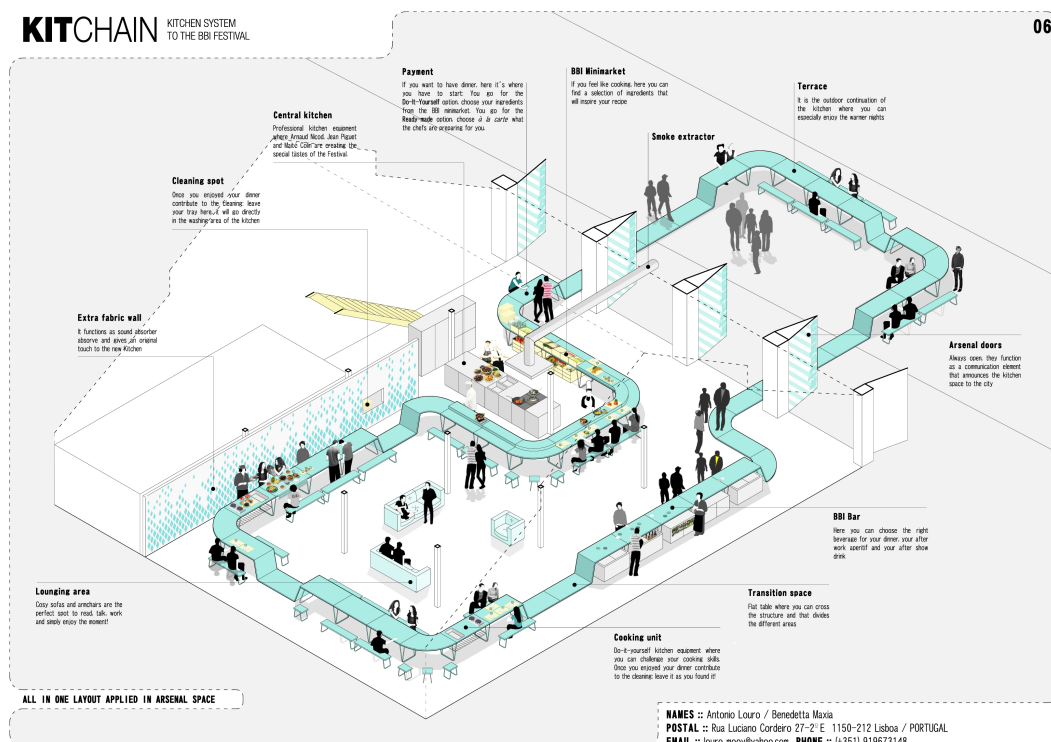 KITCHAIN
KITCHEN SYSTEM
TO THE BBI FESTIVAL
06
Payment
If you want to have dinner, here it's where
you have to start: You go for the
Do-It-Yourself option, choose your ingredients
from the BBI minimarket. You go for the
Ready-made option, choose à la carte what
the chefs are preparing for you.
BBI Minimarket
If you feel like cooking, here you can
find a selection of ingredients that
will inspire your recipe
Terrace
It is the outdoor continuation of
the kitchen where you can
especially enjoy the warmer nights
Central kitchen
Professional kitchen equipment
where Arnaud Nicod, Jean Piguet
and Maïté Colin are creating the
special tastes of the Festival.
Smoke extractor
Cleaning spot
Once you enjoyed your dinner
contribute to the cleaning: leave
your tray here, it will go directly
in the washing area of the kitchen
Extra fabric wall
It functions as sound absorber
absorve and gives an original
touch to the new Kitchen
Arsenal doors
Always open, they function
as a communication element
that announces the kitchen
space to the city
BBI Bar
Here you can choose the right
beverage for your dinner, your after
work aperitif and your after show
drink
Lounging area
Cosy sofas and armchairs are the
perfect spot to read, talk, work
and simply enjoy the moment!
Transition space
Flat table where you can cross
the structure and that divides
the different areas
Cooking unit
Do-it-yourself kitchen equipment where
you can challenge your cooking skills.
Once you enjoyed your dinner contribute
to the cleaning: leave it as you found it!
ALL IN ONE LAYOUT APPLIED IN ARSENAL SPACE
NAMES :: Antonio Louro / Benedetta Maxia
POSTAL :: Rua Luciano Cordeiro 27-2º E 1150-212 Lisboa / PORTUGAL
EMAIL :: louro.moov@yahoo.com PHONE :: (+351) 919673148